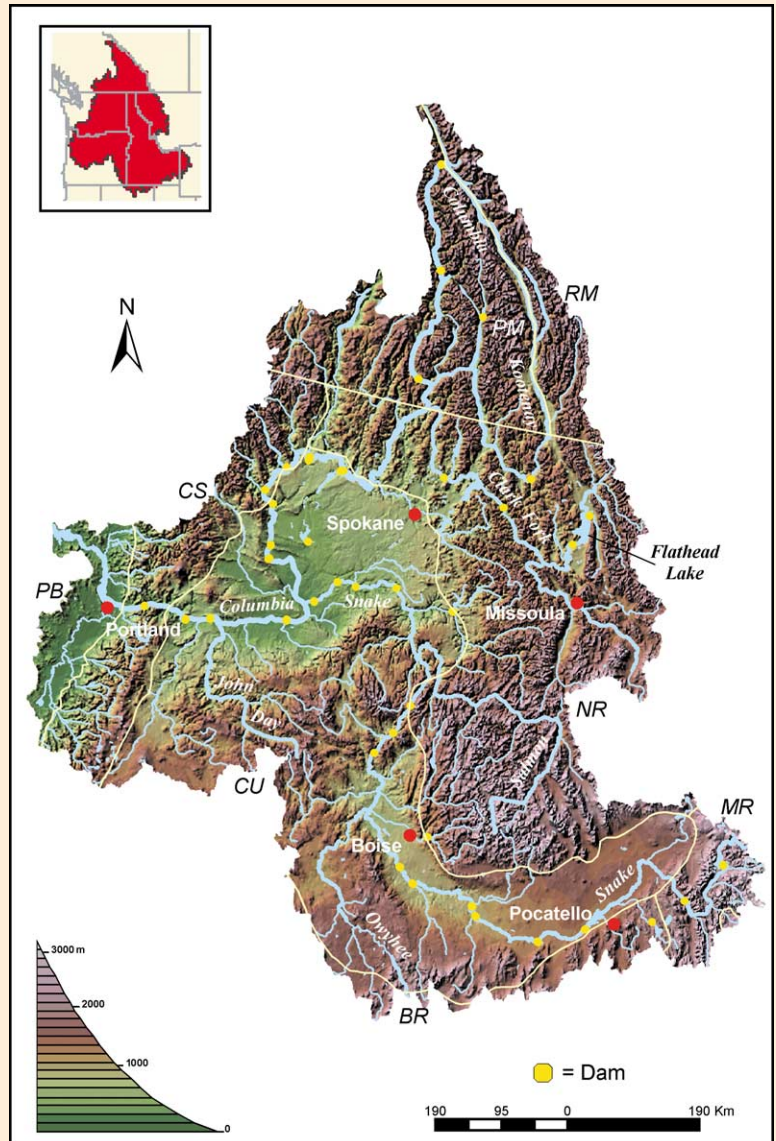 N
Columbia
RM
PM
Kootenay
CS
Clark Fork
Spokane
Flathead
Lake
PB
Columbia
Snake
Missoula
Portland
John
Day
NR
Salmon
CU
MR
Boise
Snake
Pocatello
Owyhee
BR
3000 m
2000
1000
0
= Dam
190 95 0 190 Km